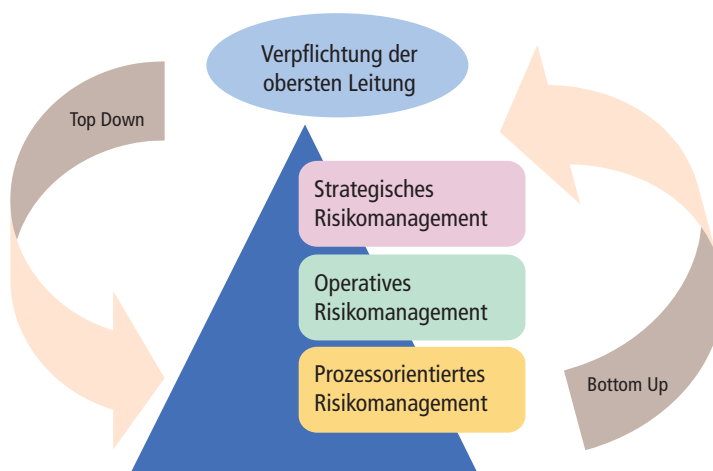 Verpflichtung der
obersten Leitung
Top Down
Strategisches
Risikomanagement
Operatives
Risikomanagement
Prozessorientiertes
Risikomanagement
Bottom Up